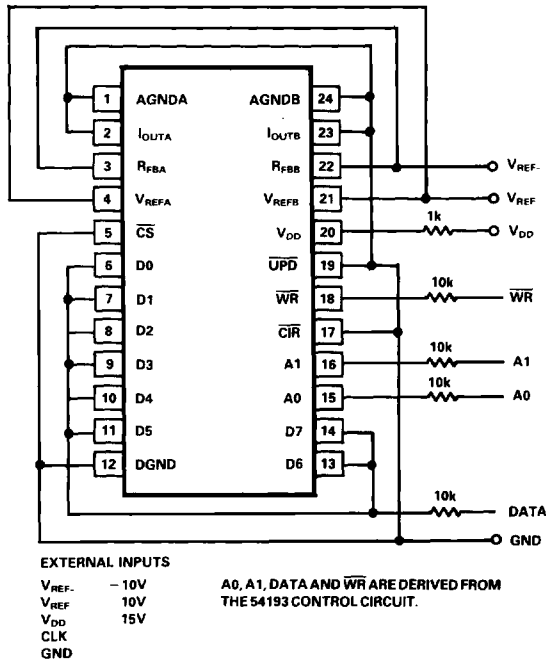 1 AGNDA AGNDB 24
2 IOUTA IOUTB 23
3 RFBA RFBB 22 VREF-
4 VREFA VREFB 21 VREF
1k
5 CS VDD 20 VDD
6 D0 UPD 19
10k
7 D1 WR 18 WR
8 D2 CIR 17
10k
9 D3 A1 16 A1
10k
10 D4 A0 15 A0
11 D5 D7 14
12 DGND D6 13
10k
DATA
GND
EXTERNAL INPUTS
VREF- –10V
VREF 10V
VDD 15V
CLK
GND
A0, A1, DATA AND WR ARE DERIVED FROM
THE 54193 CONTROL CIRCUIT.